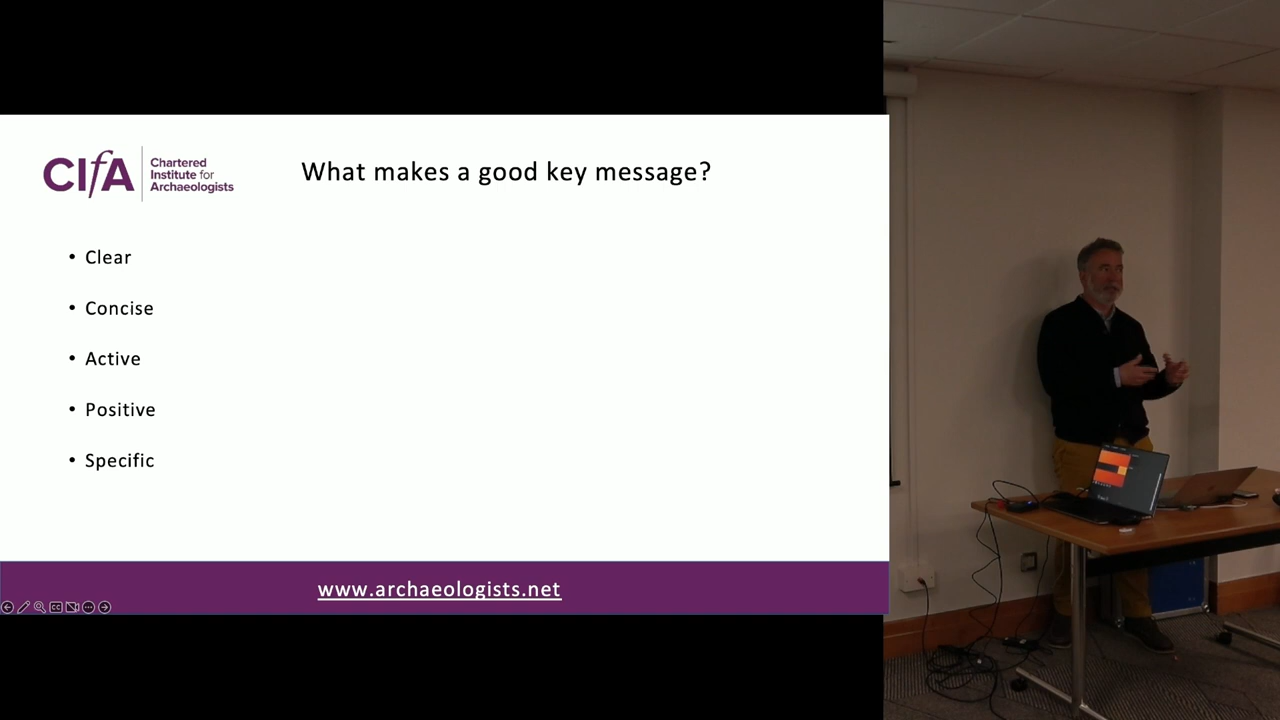 CIfA
Chartered
Institute for
Archaeologists
What makes a good key message?
• Clear
• Concise
• Active
• Positive
• Specific
www.archaeologists.net